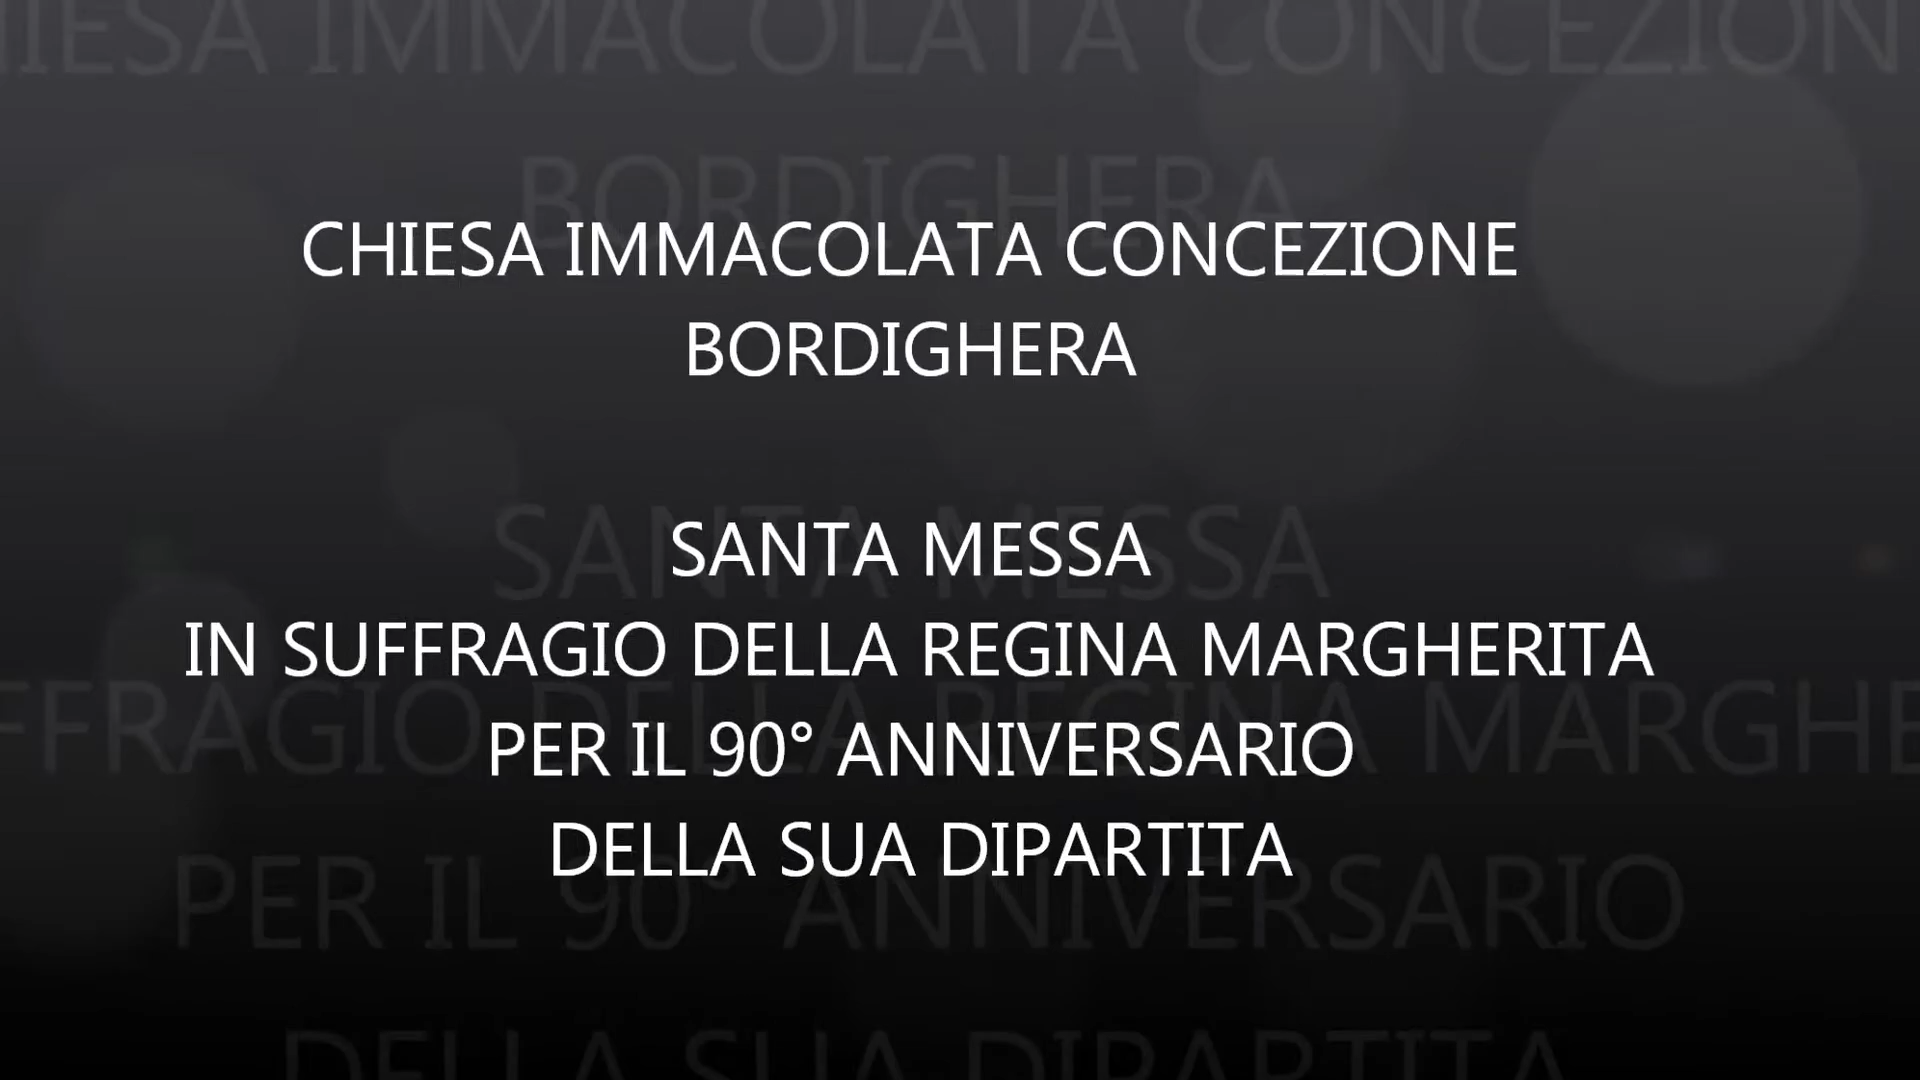 CHIESA IMMACOLATA CONCEZIONE
BORDIGHERA
SANTA MESSA
IN SUFFRAGIO DELLA REGINA MARGHERITA
PER IL 90° ANNIVERSARIO
DELLA SUA DIPARTITA